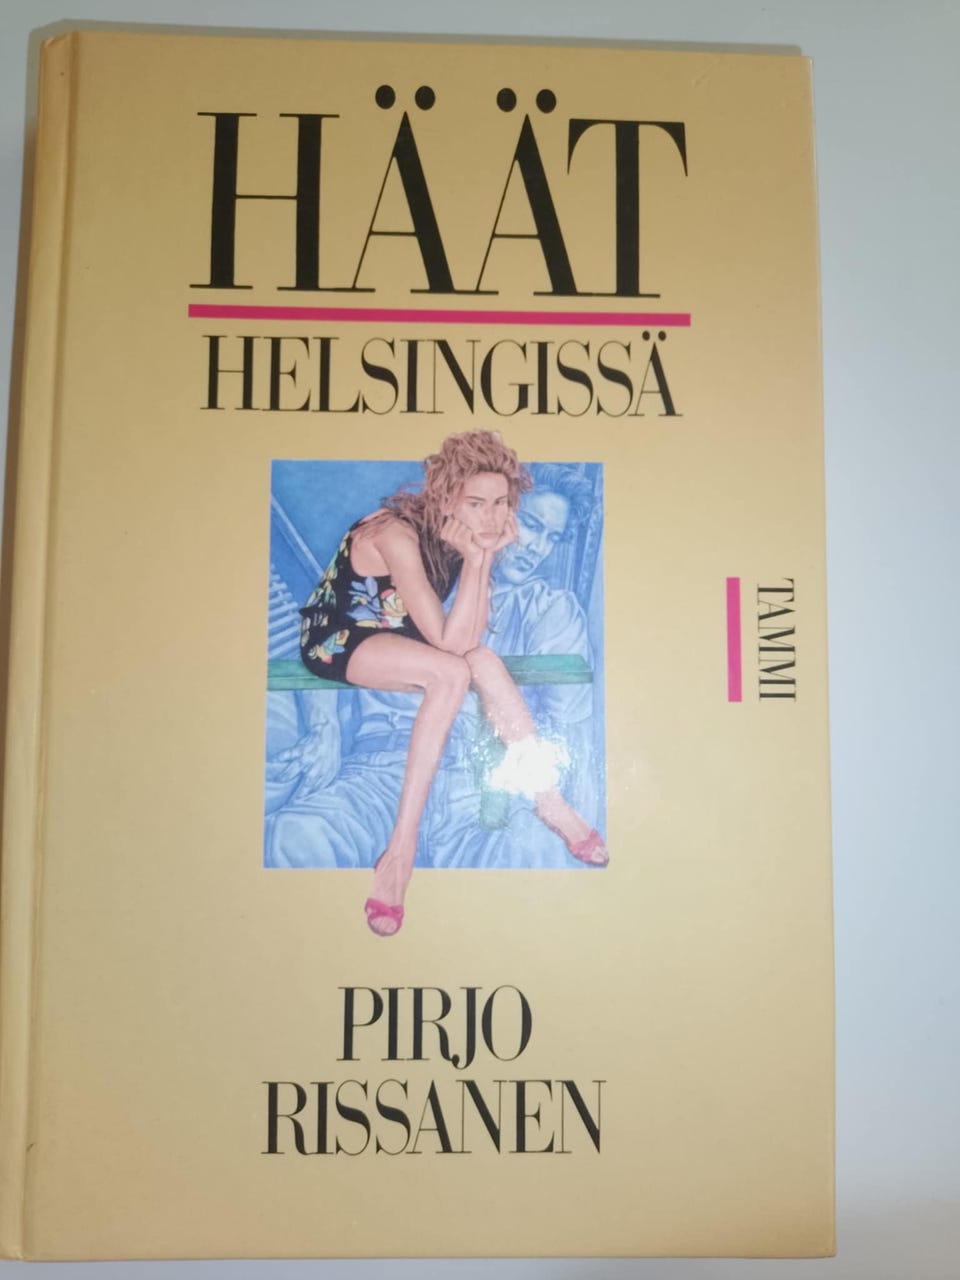 HÄÄT
HELSINGISSÄ
TAMMI
PIRJO
RISSANEN